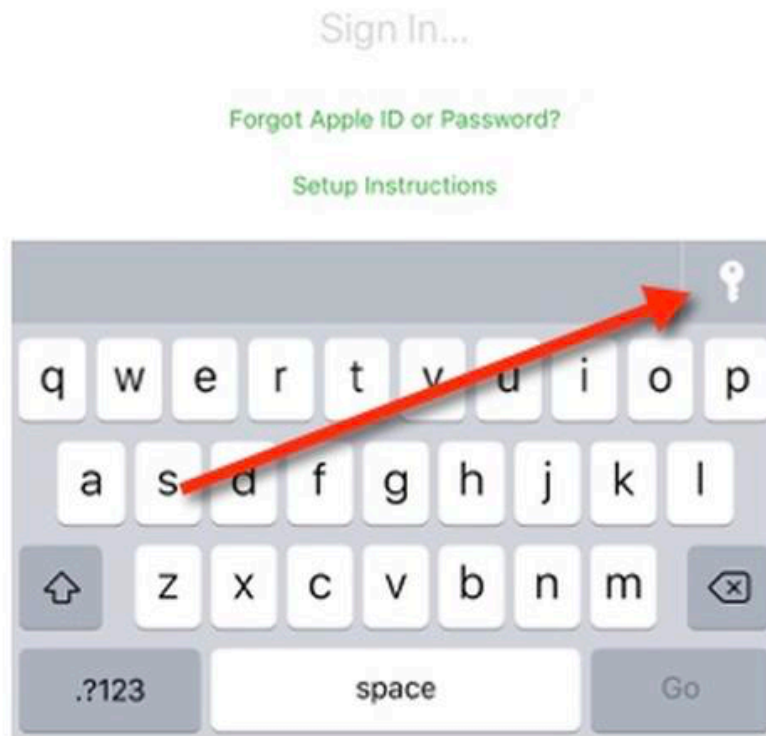 Sign In...
Forgot Apple ID or Password?
Setup Instructions
q w e r t y u i o p
a s d f g h j k l
z x c v b n m
.?123 space Go